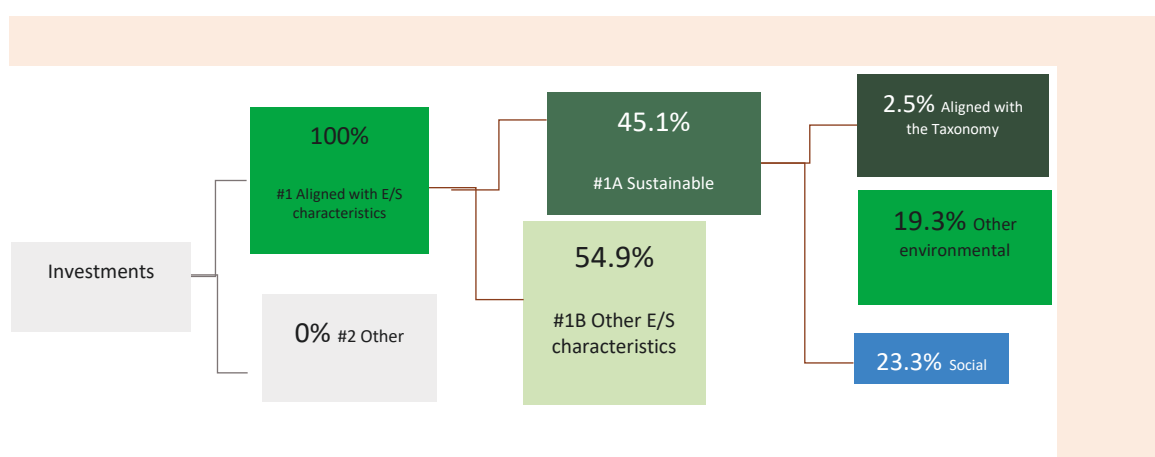 Investments
100%
#1 Aligned with E/S
characteristics
0% #2 Other
45.1%
#1A Sustainable
54.9%
#1B Other E/S
characteristics
2.5% Aligned with
the Taxonomy
19.3% Other
environmental
23.3% Social